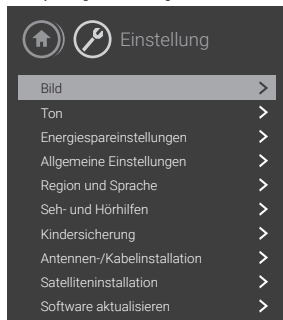 Einstellung
Bild
Ton
Energiespareinstellungen
Allgemeine Einstellungen
Region und Sprache
Seh- und Hörhilfen
Kindersicherung
Antennen-/Kabelinstallation
Satelliteninstallation
Software aktualisieren